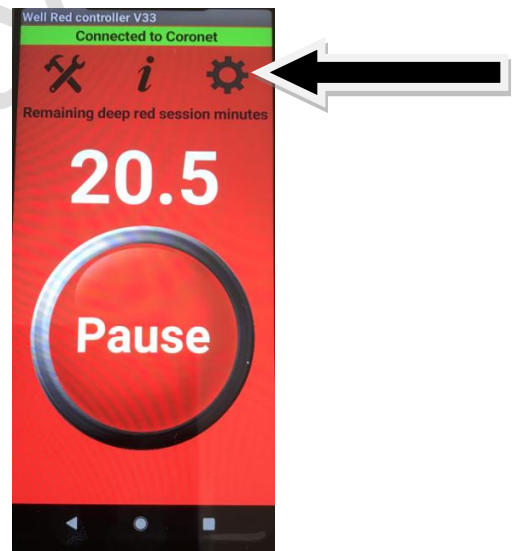 Well Red controller V33
Connected to Coronet
i
Remaining deep red session minutes
20.5
Pause